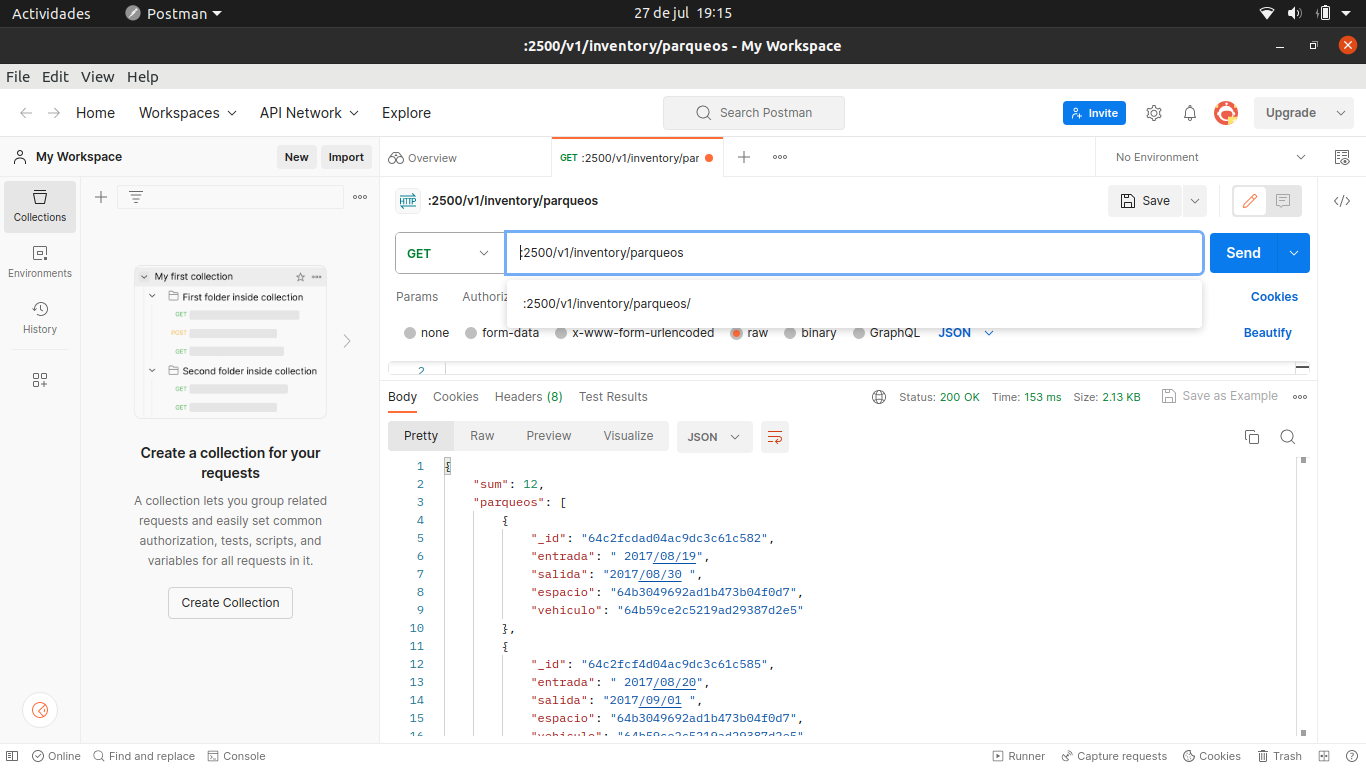 Actividades Postman 27 de jul 19:15
:2500/v1/inventory/parqueos - My Workspace
File Edit View Help
Home Workspaces API Network Explore Search Postman Invite Upgrade
My Workspace New Import Overview GET :2500/v1/inventory/par No Environment
HTTP :2500/v1/inventory/parqueos Save
Collections
GET :2500/v1/inventory/parqueos Send
Environments
Params Authoriz :2500/v1/inventory/parqueos/ Cookies
History
none form-data x-www-form-urlencoded raw binary GraphQL JSON Beautify
2
My first collection
First folder inside collection
GET
POST
GET
Second folder inside collection
GET
GET
Create a collection for your
requests
A collection lets you group related
requests and easily set common
authorization, tests, scripts, and
variables for all requests in it.
Create Collection
Body Cookies Headers (8) Test Results Status: 200 OK Time: 153 ms Size: 2.13 KB Save as Example
Pretty Raw Preview Visualize JSON
1 {
2 "sum": 12,
3 "parqueos": [
4 {
5 "_id": "64c2fcdad04ac9dc3c61c582",
6 "entrada": " 2017/08/19",
7 "salida": "2017/08/30 ",
8 "espacio": "64b3049692ad1b473b04f0d7",
9 "vehiculo": "64b59ce2c5219ad29387d2e5"
10 },
11 {
12 "_id": "64c2fcf4d04ac9dc3c61c585",
13 "entrada": " 2017/08/20",
14 "salida": "2017/09/01 ",
15 "espacio": "64b3049692ad1b473b04f0d7",
16 "vehiculo": "64b59ce2c5219ad29387d2e5"
Online Find and replace Console Runner Capture requests Cookies Trash